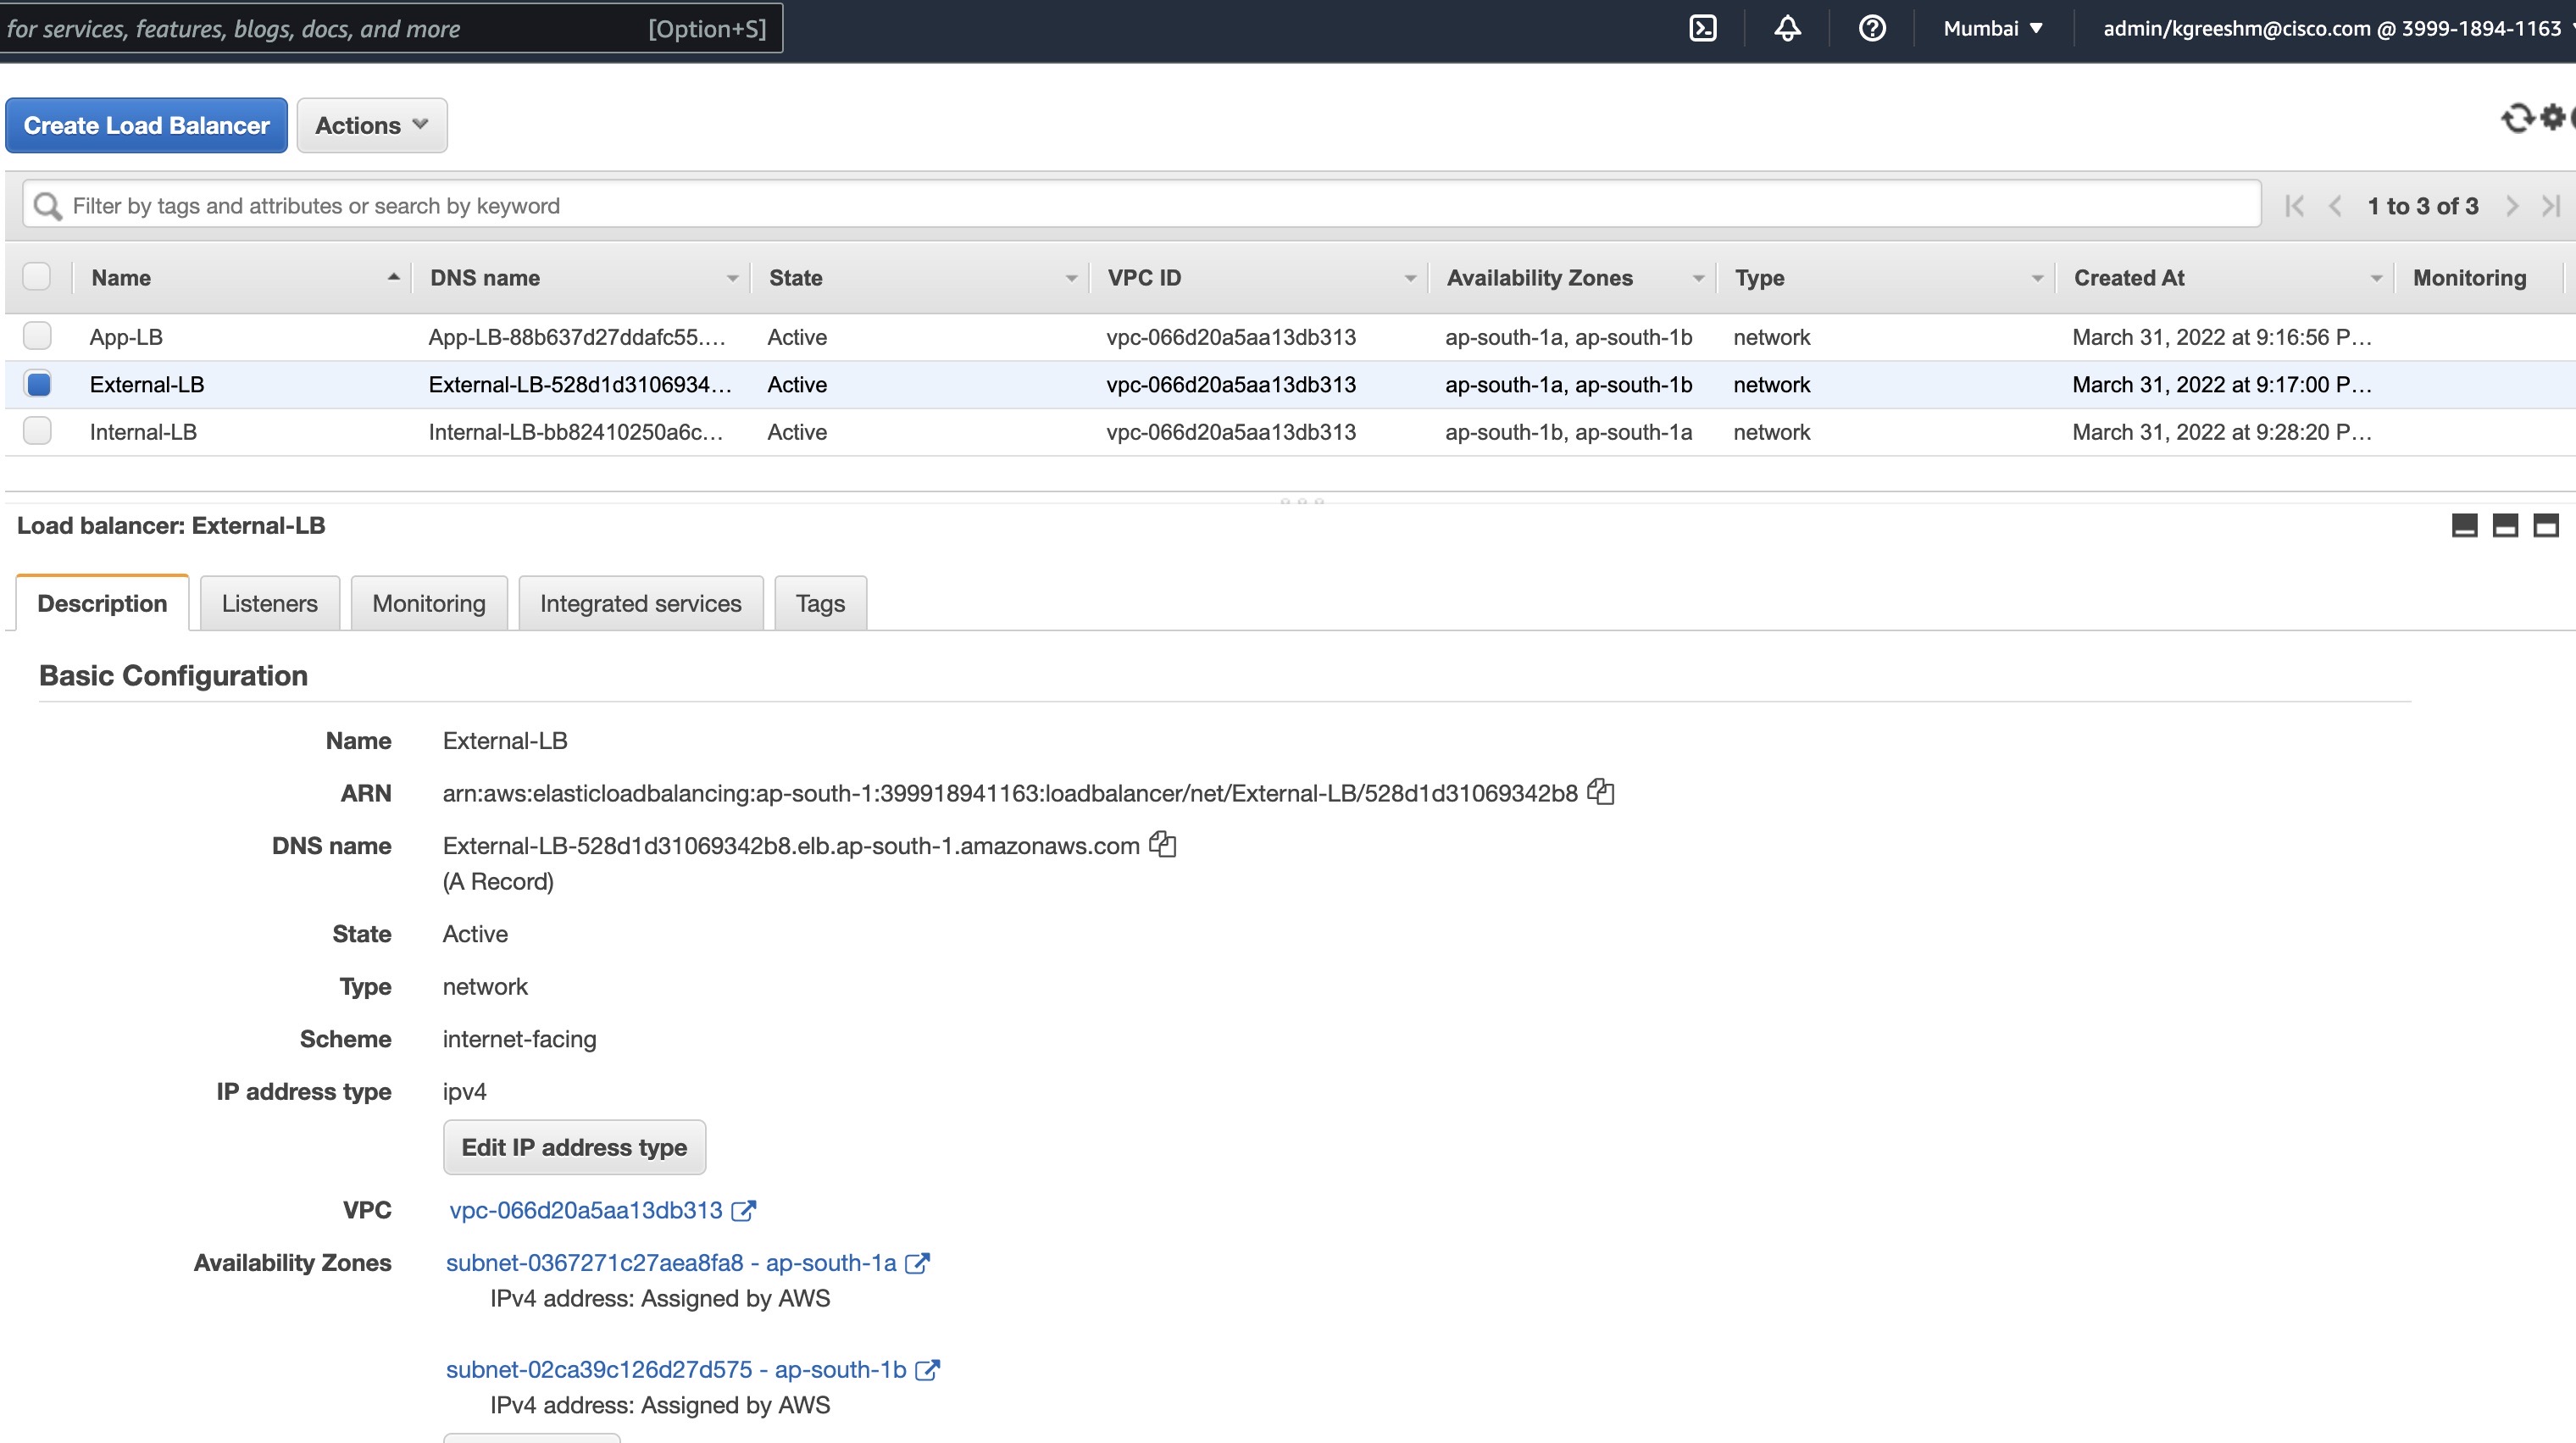 for services, features, blogs, docs, and more [Option+S] Mumbai ▼ admin/kgreeshm@cisco.com @ 3999-1894-1163
Create Load Balancer Actions
Filter by tags and attributes or search by keyword 1 to 3 of 3
Name DNS name State VPC ID Availability Zones Type Created At Monitoring
App-LB App-LB-88b637d27ddafc55.... Active vpc-066d20a5aa13db313 ap-south-1a, ap-south-1b network March 31, 2022 at 9:16:56 P...
External-LB External-LB-528d1d3106934... Active vpc-066d20a5aa13db313 ap-south-1a, ap-south-1b network March 31, 2022 at 9:17:00 P...
Internal-LB Internal-LB-bb82410250a6c... Active vpc-066d20a5aa13db313 ap-south-1b, ap-south-1a network March 31, 2022 at 9:28:20 P...
Load balancer: External-LB
Description Listeners Monitoring Integrated services Tags
Basic Configuration
Name External-LB
ARN arn:aws:elasticloadbalancing:ap-south-1:399918941163:loadbalancer/net/External-LB/528d1d31069342b8
DNS name External-LB-528d1d31069342b8.elb.ap-south-1.amazonaws.com
(A Record)
State Active
Type network
Scheme internet-facing
IP address type ipv4
Edit IP address type
VPC vpc-066d20a5aa13db313
Availability Zones subnet-0367271c27aea8fa8 - ap-south-1a
IPv4 address: Assigned by AWS
subnet-02ca39c126d27d575 - ap-south-1b
IPv4 address: Assigned by AWS